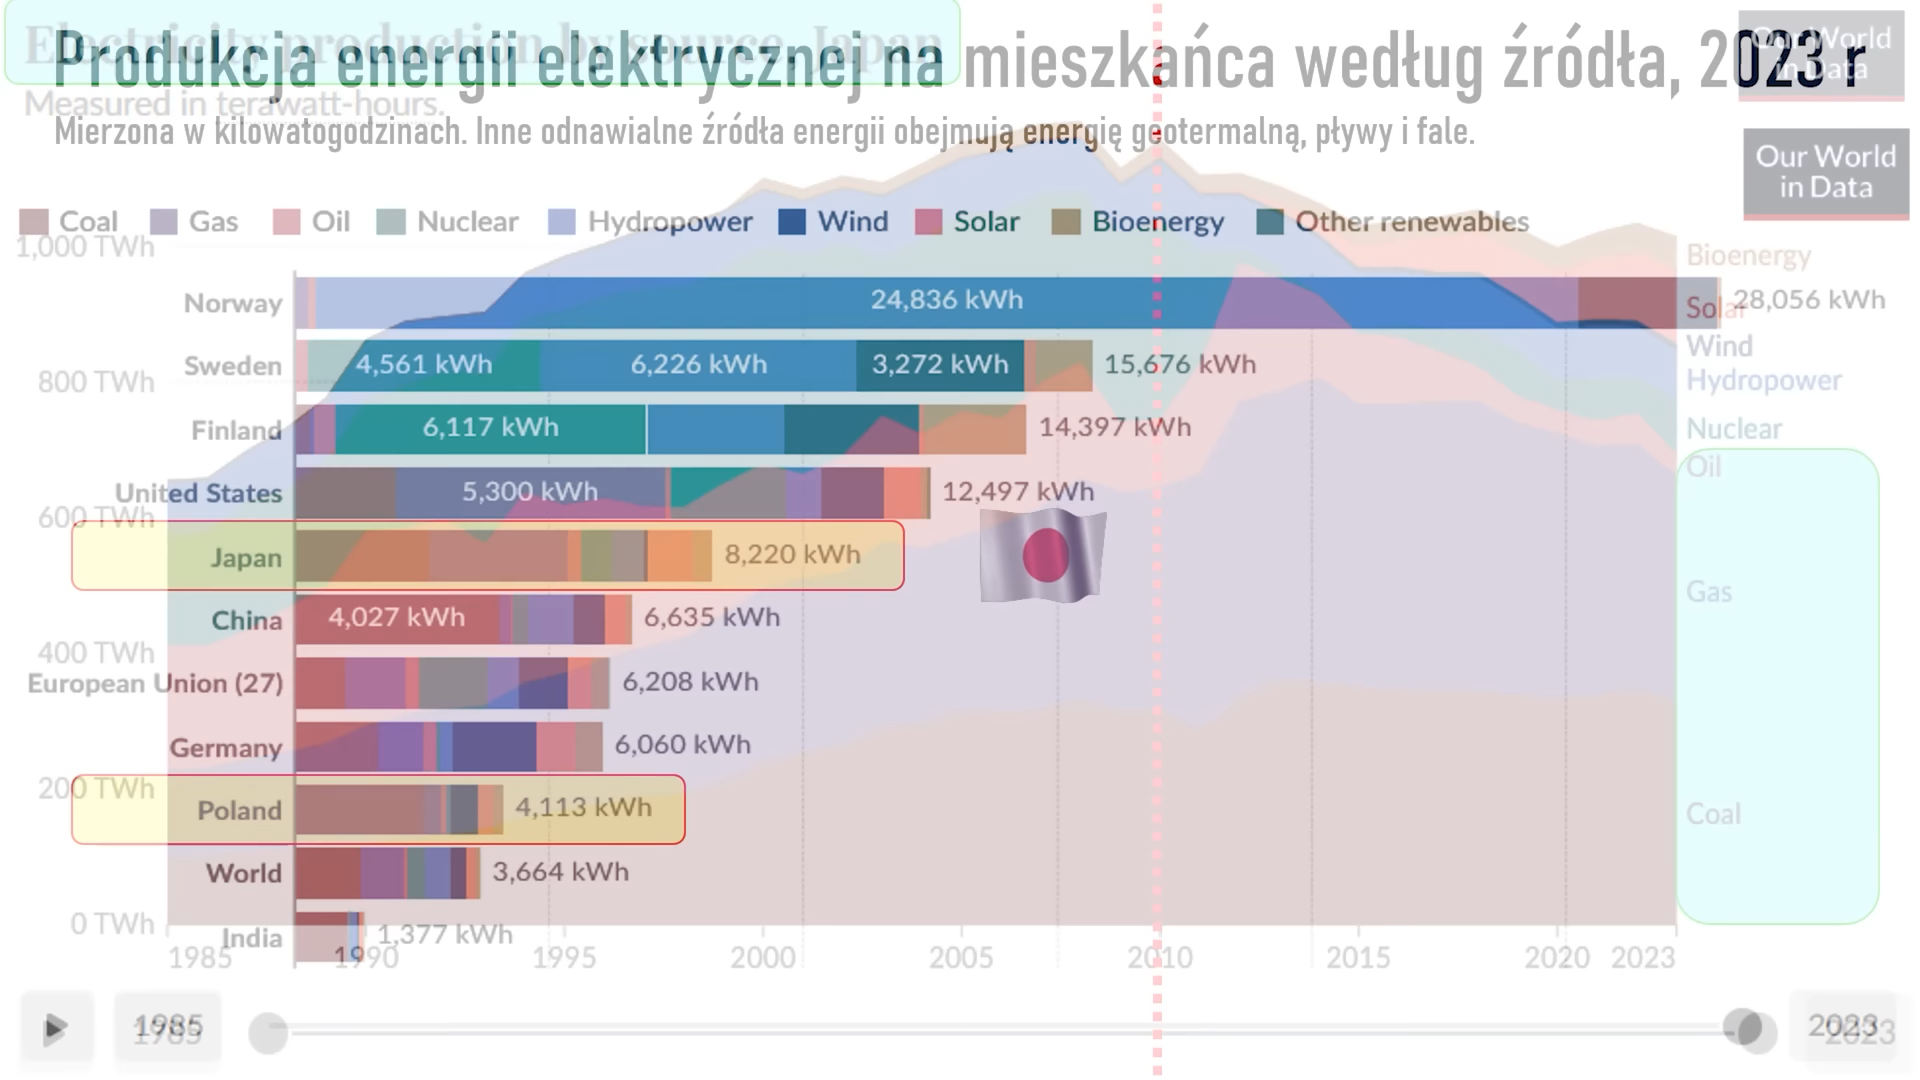 Electricity production by source, Japan
Produkcja energii elektrycznej na mieszkańca według źródła, 2023 r
Our World
in Data
Measured in terawatt-hours.
Mierzona w kilowatogodzinach. Inne odnawialne źródła energii obejmują energię geotermalną, pływy i fale.
Our World
in Data
Coal Gas Oil Nuclear Hydropower Wind Solar Bioenergy Other renewables
1,000 TWh
Bioenergy
Norway 24,836 kWh 28,056 kWh
Solar
Wind
Sweden 4,561 kWh 6,226 kWh 3,272 kWh 15,676 kWh
800 TWh
Hydropower
Finland 6,117 kWh 14,397 kWh
Nuclear
Oil
United States 5,300 kWh 12,497 kWh
600 TWh
Japan 8,220 kWh
Gas
China 4,027 kWh 6,635 kWh
400 TWh
European Union (27) 6,208 kWh
Germany 6,060 kWh
200 TWh
Poland 4,113 kWh
Coal
World 3,664 kWh
0 TWh
India 1,377 kWh
1985 1990 1995 2000 2005 2010 2015 2020 2023
1985 2023
1985 2023